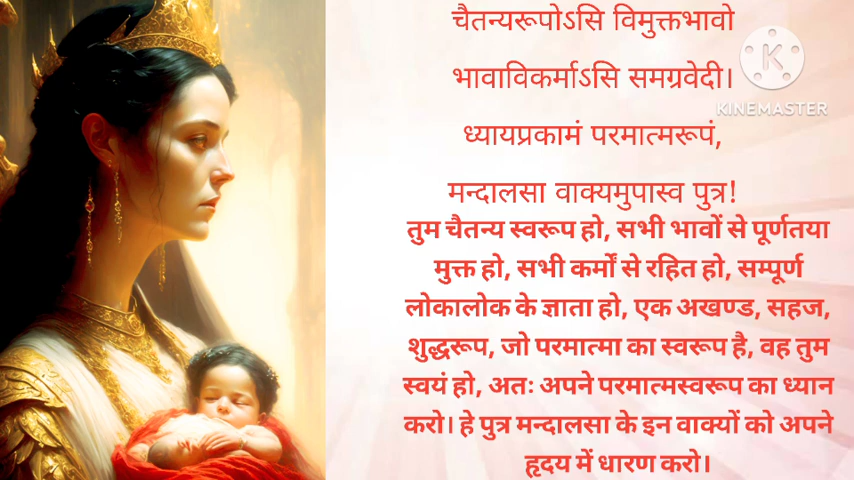 चैतन्यरूपोऽसि विमुक्तभावो
भावाविकर्माऽसि समग्रवेदी।
K
KINEMASTER
ध्यायप्रकामं परमात्मरूपं,
मन्दालसा वाक्यमुपास्व पुत्र!
तुम चैतन्य स्वरूप हो, सभी भावों से पूर्णतया
मुक्त हो, सभी कर्मों से रहित हो, सम्पूर्ण
लोकालोक के ज्ञाता हो, एक अखण्ड, सहज,
शुद्धरूप, जो परमात्मा का स्वरूप है, वह तुम
स्वयं हो, अतः अपने परमात्मस्वरूप का ध्यान
करो। हे पुत्र मन्दालसा के इन वाक्यों को अपने
हृदय में धारण करो।